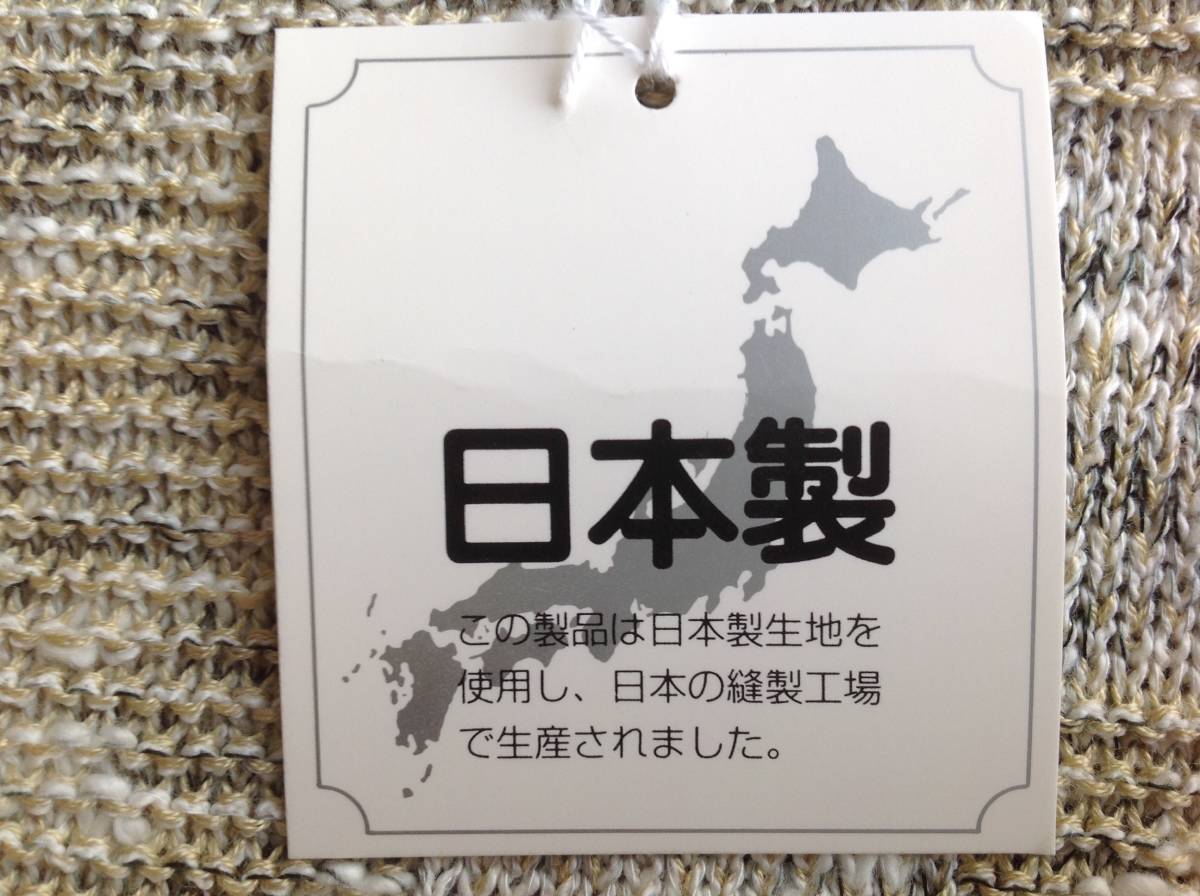 日本製
この製品は日本製生地を
使用し、日本の縫製工場
で生産されました。